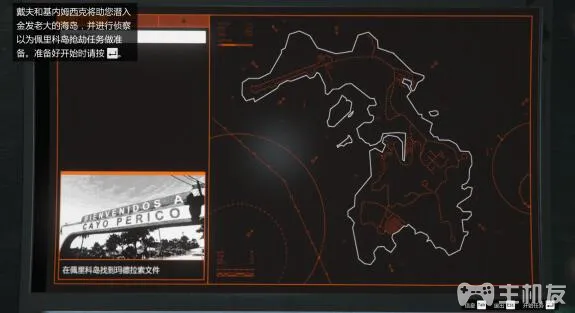 戴夫和基内姆西克将助您潜入
金发老大的海岛，并进行侦察
以为佩里科岛抢劫任务做准
备。准备好开始时请按
BIENVENIDOS A
CAYO PERICO
在佩里科岛找到玛德拉索文件
开始任务
主机友